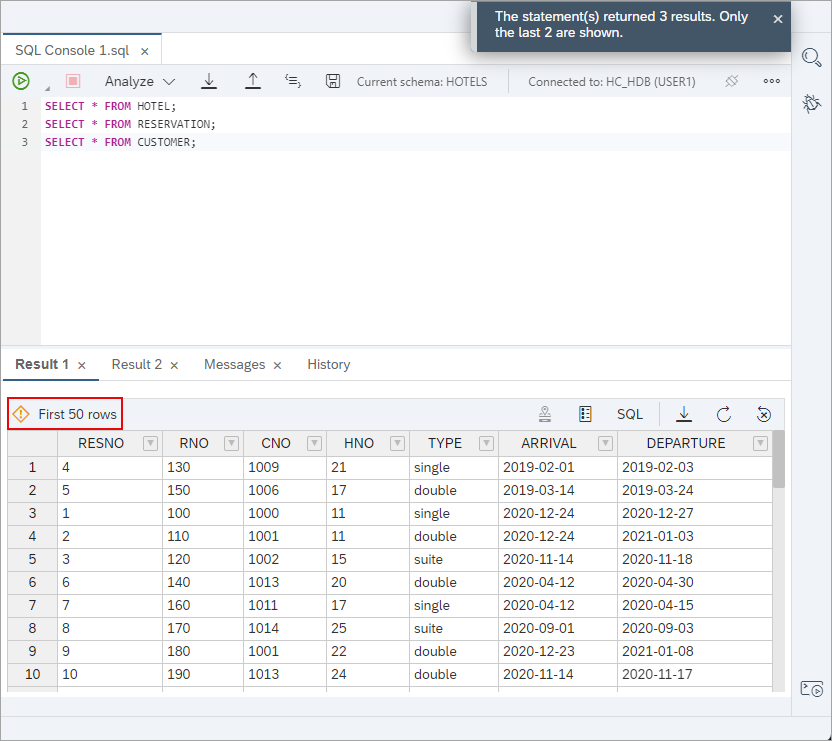 The statement(s) returned 3 results. Only
the last 2 are shown.
SQL Console 1.sql
Analyze
Current schema: HOTELS
Connected to: HC_HDB (USER1)
1 SELECT * FROM HOTEL;
2 SELECT * FROM RESERVATION;
3 SELECT * FROM CUSTOMER;
Result 1 Result 2 Messages History
First 50 rows SQL
RESNO RNO CNO HNO TYPE ARRIVAL DEPARTURE
1 4 130 1009 21 single 2019-02-01 2019-02-03
2 5 150 1006 17 double 2019-03-14 2019-03-24
3 1 100 1000 11 single 2020-12-24 2020-12-27
4 2 110 1001 11 double 2020-12-24 2021-01-03
5 3 120 1002 15 suite 2020-11-14 2020-11-18
6 6 140 1013 20 double 2020-04-12 2020-04-30
7 7 160 1011 17 single 2020-04-12 2020-04-15
8 8 170 1014 25 suite 2020-09-01 2020-09-03
9 9 180 1001 22 double 2020-12-23 2021-01-08
10 10 190 1013 24 double 2020-11-14 2020-11-17